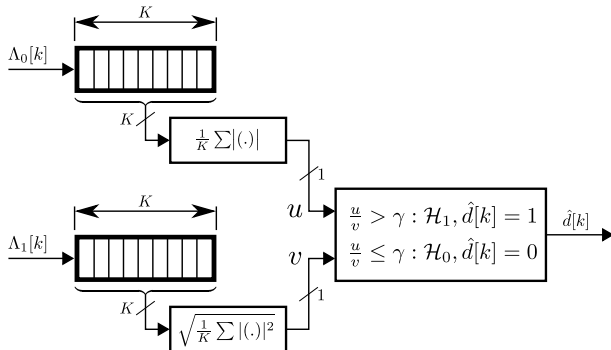 K
Λ₀[k]
K
1/K ∑|(.)|
1
u
u/v > γ : ℋ₁, d̂[k] = 1
u/v ≤ γ : ℋ₀, d̂[k] = 0
d̂[k]
K
v
Λ₁[k]
1
K
√(1/K ∑|(.)|²)